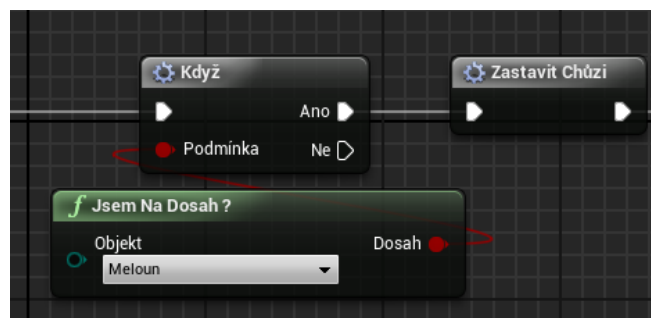 Když
Zastavit Chůzi
Ano
Podmínka
Ne
f Jsem Na Dosah ?
Objekt
Dosah
Meloun